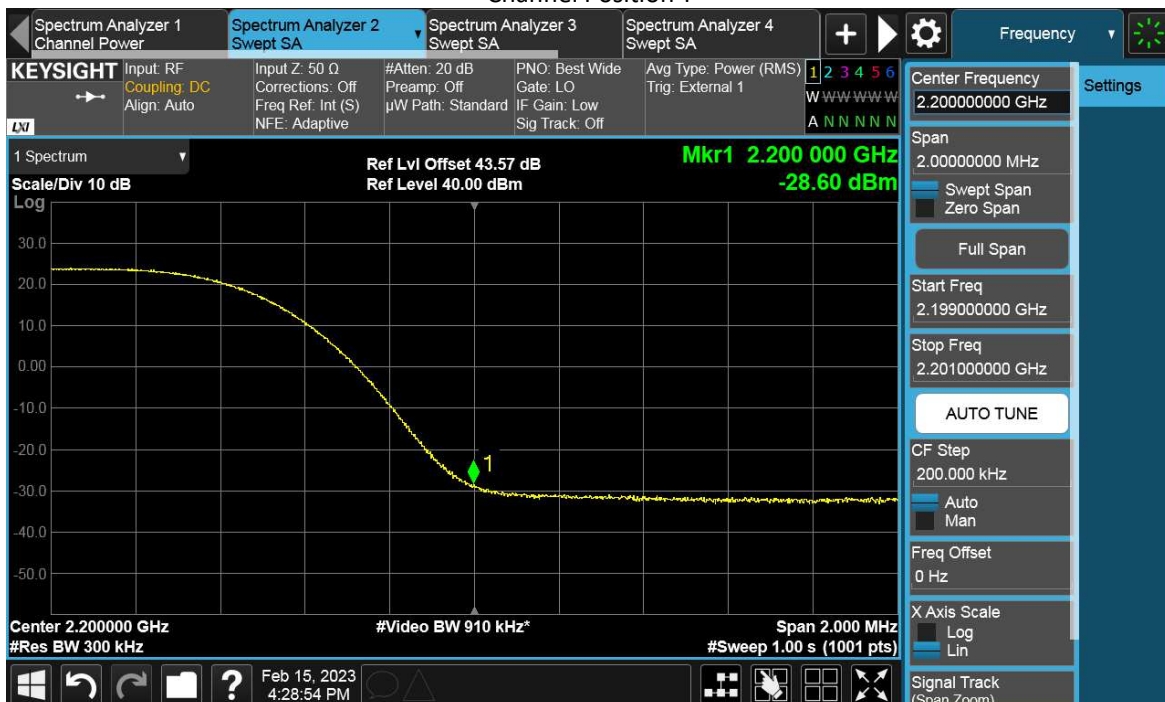 Spectrum Analyzer 1
Channel Power
Spectrum Analyzer 2
Swept SA
Spectrum Analyzer 3
Swept SA
Spectrum Analyzer 4
Swept SA
Frequency
KEYSIGHT
LXI
Input: RF
Coupling: DC
Align: Auto
Input Z: 50 Ω
Corrections: Off
Freq Ref: Int (S)
NFE: Adaptive
#Atten: 20 dB
Preamp: Off
µW Path: Standard
PNO: Best Wide
Gate: LO
IF Gain: Low
Sig Track: Off
Avg Type: Power (RMS)
Trig: External 1
1 2 3 4 5 6
W W W W W W
A N N N N N
1 Spectrum
Scale/Div 10 dB
Log
Ref Lvl Offset 43.57 dB
Ref Level 40.00 dBm
Mkr1 2.200 000 GHz
-28.60 dBm
30.0
20.0
10.0
0.00
-10.0
-20.0
-30.0
-40.0
-50.0
1
Center 2.200000 GHz
#Res BW 300 kHz
#Video BW 910 kHz*
Span 2.000 MHz
#Sweep 1.00 s (1001 pts)
?
Feb 15, 2023
4:28:54 PM
Center Frequency
2.200000000 GHz
Settings
Span
2.00000000 MHz
Swept Span
Zero Span
Full Span
Start Freq
2.199000000 GHz
Stop Freq
2.201000000 GHz
AUTO TUNE
CF Step
200.000 kHz
Auto
Man
Freq Offset
0 Hz
X Axis Scale
Log
Lin
Signal Track
(Span Zoom)